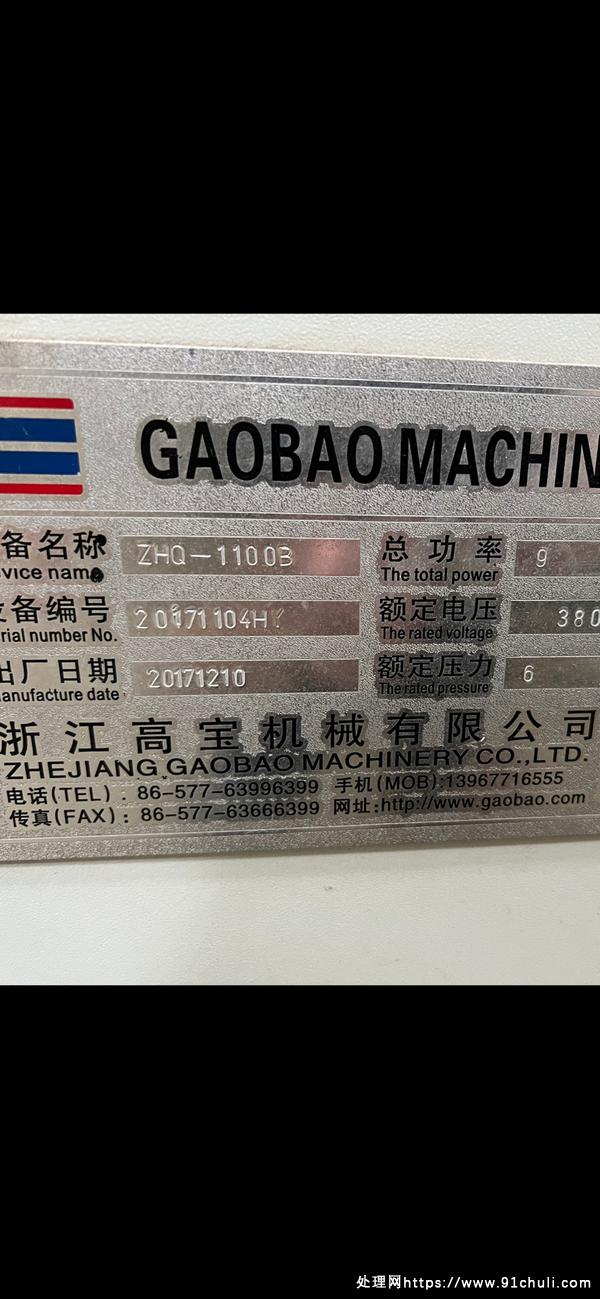 GAOBAO MACHIN
备名称 ZHQ-1100B 总功率 9
vice name The total power
设备编号 20171104HY 额定电压 380
rial number No. The rated voltage
出厂日期 20171210 额定压力 6
anufacture date The rated pressure
浙江高宝机械有限公司
ZHEJIANG GAOBAO MACHINERY CO.,LTD.
电话(TEL) : 86-577-63996399 手机(MOB):13967716555
传真(FAX) : 86-577-63666399 网址:http://www.gaobao.com
处理网https://www.91chuli.com